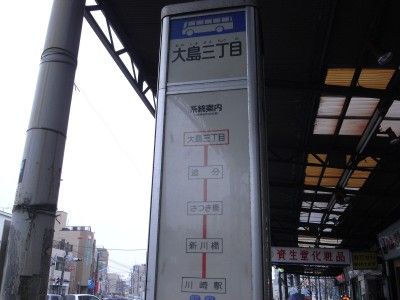 大島三丁目
系統案内
大島三丁目
追分
さつき橋
新川橋
川崎駅
資生堂化粧品